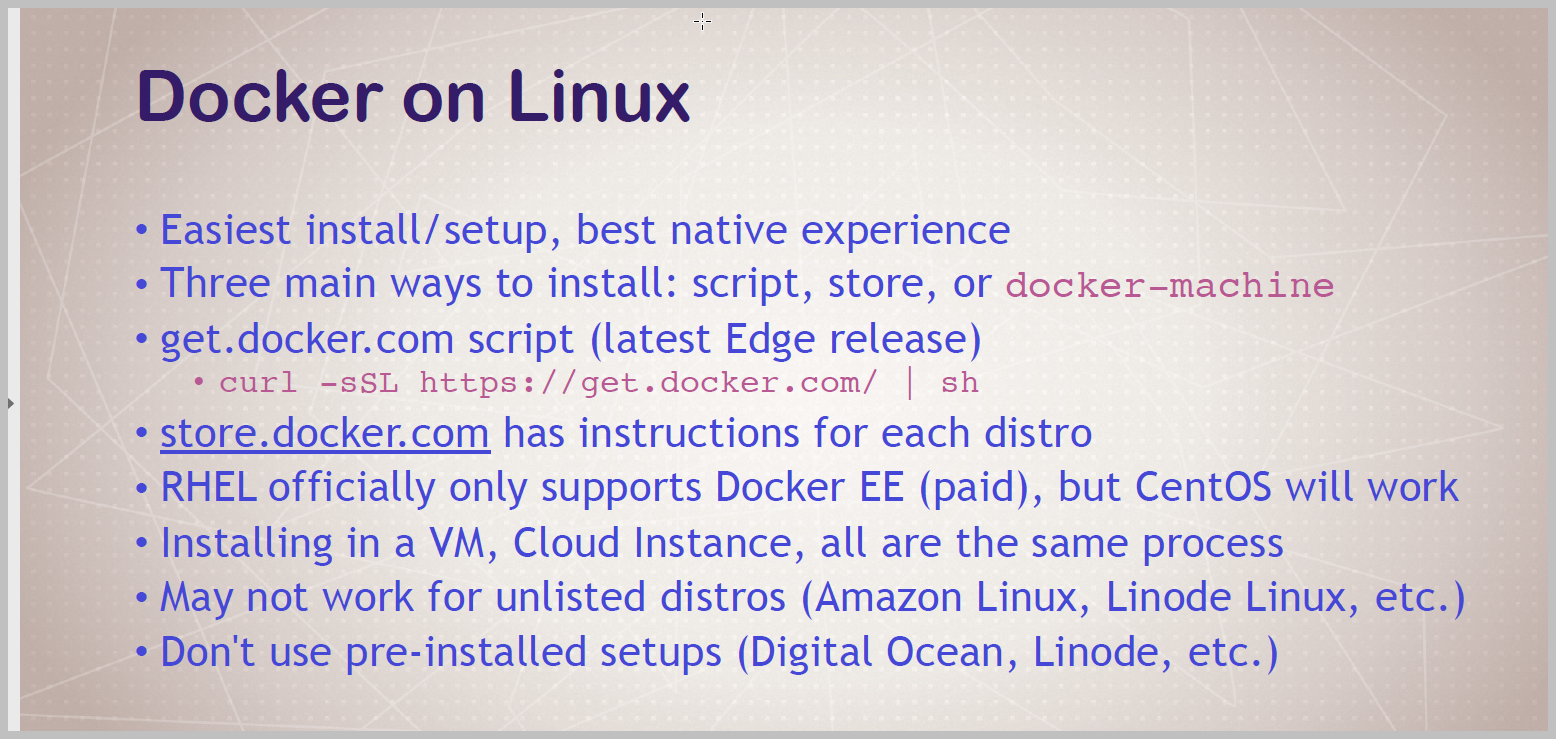 Docker on Linux
• Easiest install/setup, best native experience
• Three main ways to install: script, store, or docker-machine
• get.docker.com script (latest Edge release)
• curl -sSL https://get.docker.com/ | sh
• store.docker.com has instructions for each distro
• RHEL officially only supports Docker EE (paid), but CentOS will work
• Installing in a VM, Cloud Instance, all are the same process
• May not work for unlisted distros (Amazon Linux, Linode Linux, etc.)
• Don't use pre-installed setups (Digital Ocean, Linode, etc.)